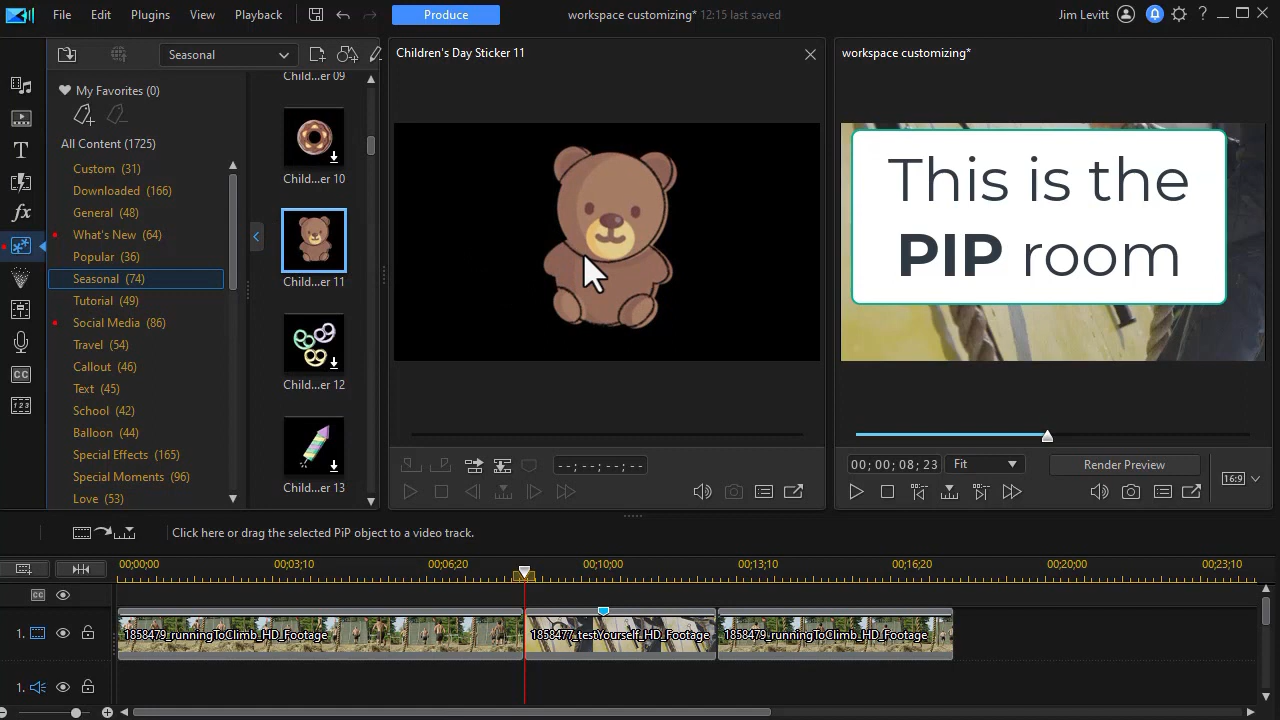 File Edit Plugins View Playback Produce workspace customizing* 12:15 last saved Jim Levitt
Seasonal
My Favorites (0)
All Content (1725)
Custom (31)
Downloaded (166)
General (48)
What's New (64)
Popular (36)
Seasonal (74)
Tutorial (49)
Social Media (86)
Travel (54)
Callout (46)
Text (45)
School (42)
Balloon (44)
Special Effects (165)
Special Moments (96)
Love (53)
Child...er 09
Child...er 10
Child...er 11
Child...er 12
Child...er 13
Children's Day Sticker 11
--;--;--;--
workspace customizing*
This is the
PIP room
00; 00; 08; 23 Fit Render Preview
16:9
Click here or drag the selected PiP object to a video track.
00;00;00 00;03;10 00;06;20 00;10;00 00;13;10 00;16;20 00;20;00 00;23;10
CC
1. 1858479_runningToClimb_HD_Footage 1858477_testYourself_HD_Footage 1858479_runningToClimb_HD_Footage
1.